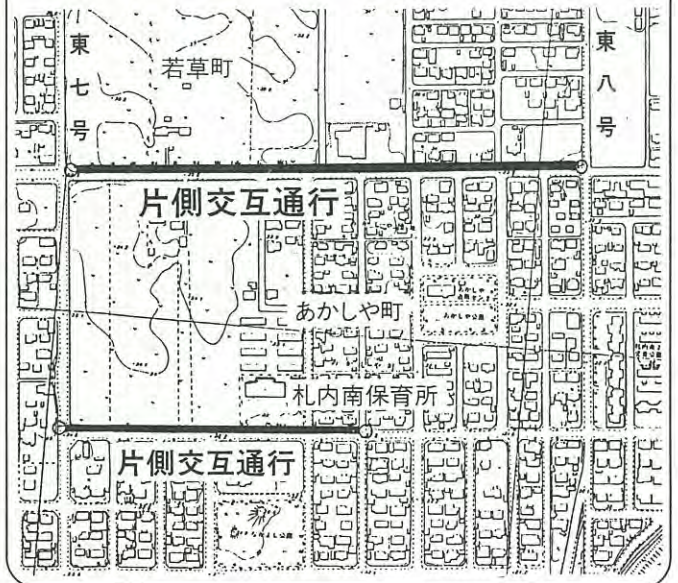 東七号
若草町
東八号
片側交互通行
あかしや町
あかしや公園
札内南保育所
片側交互通行